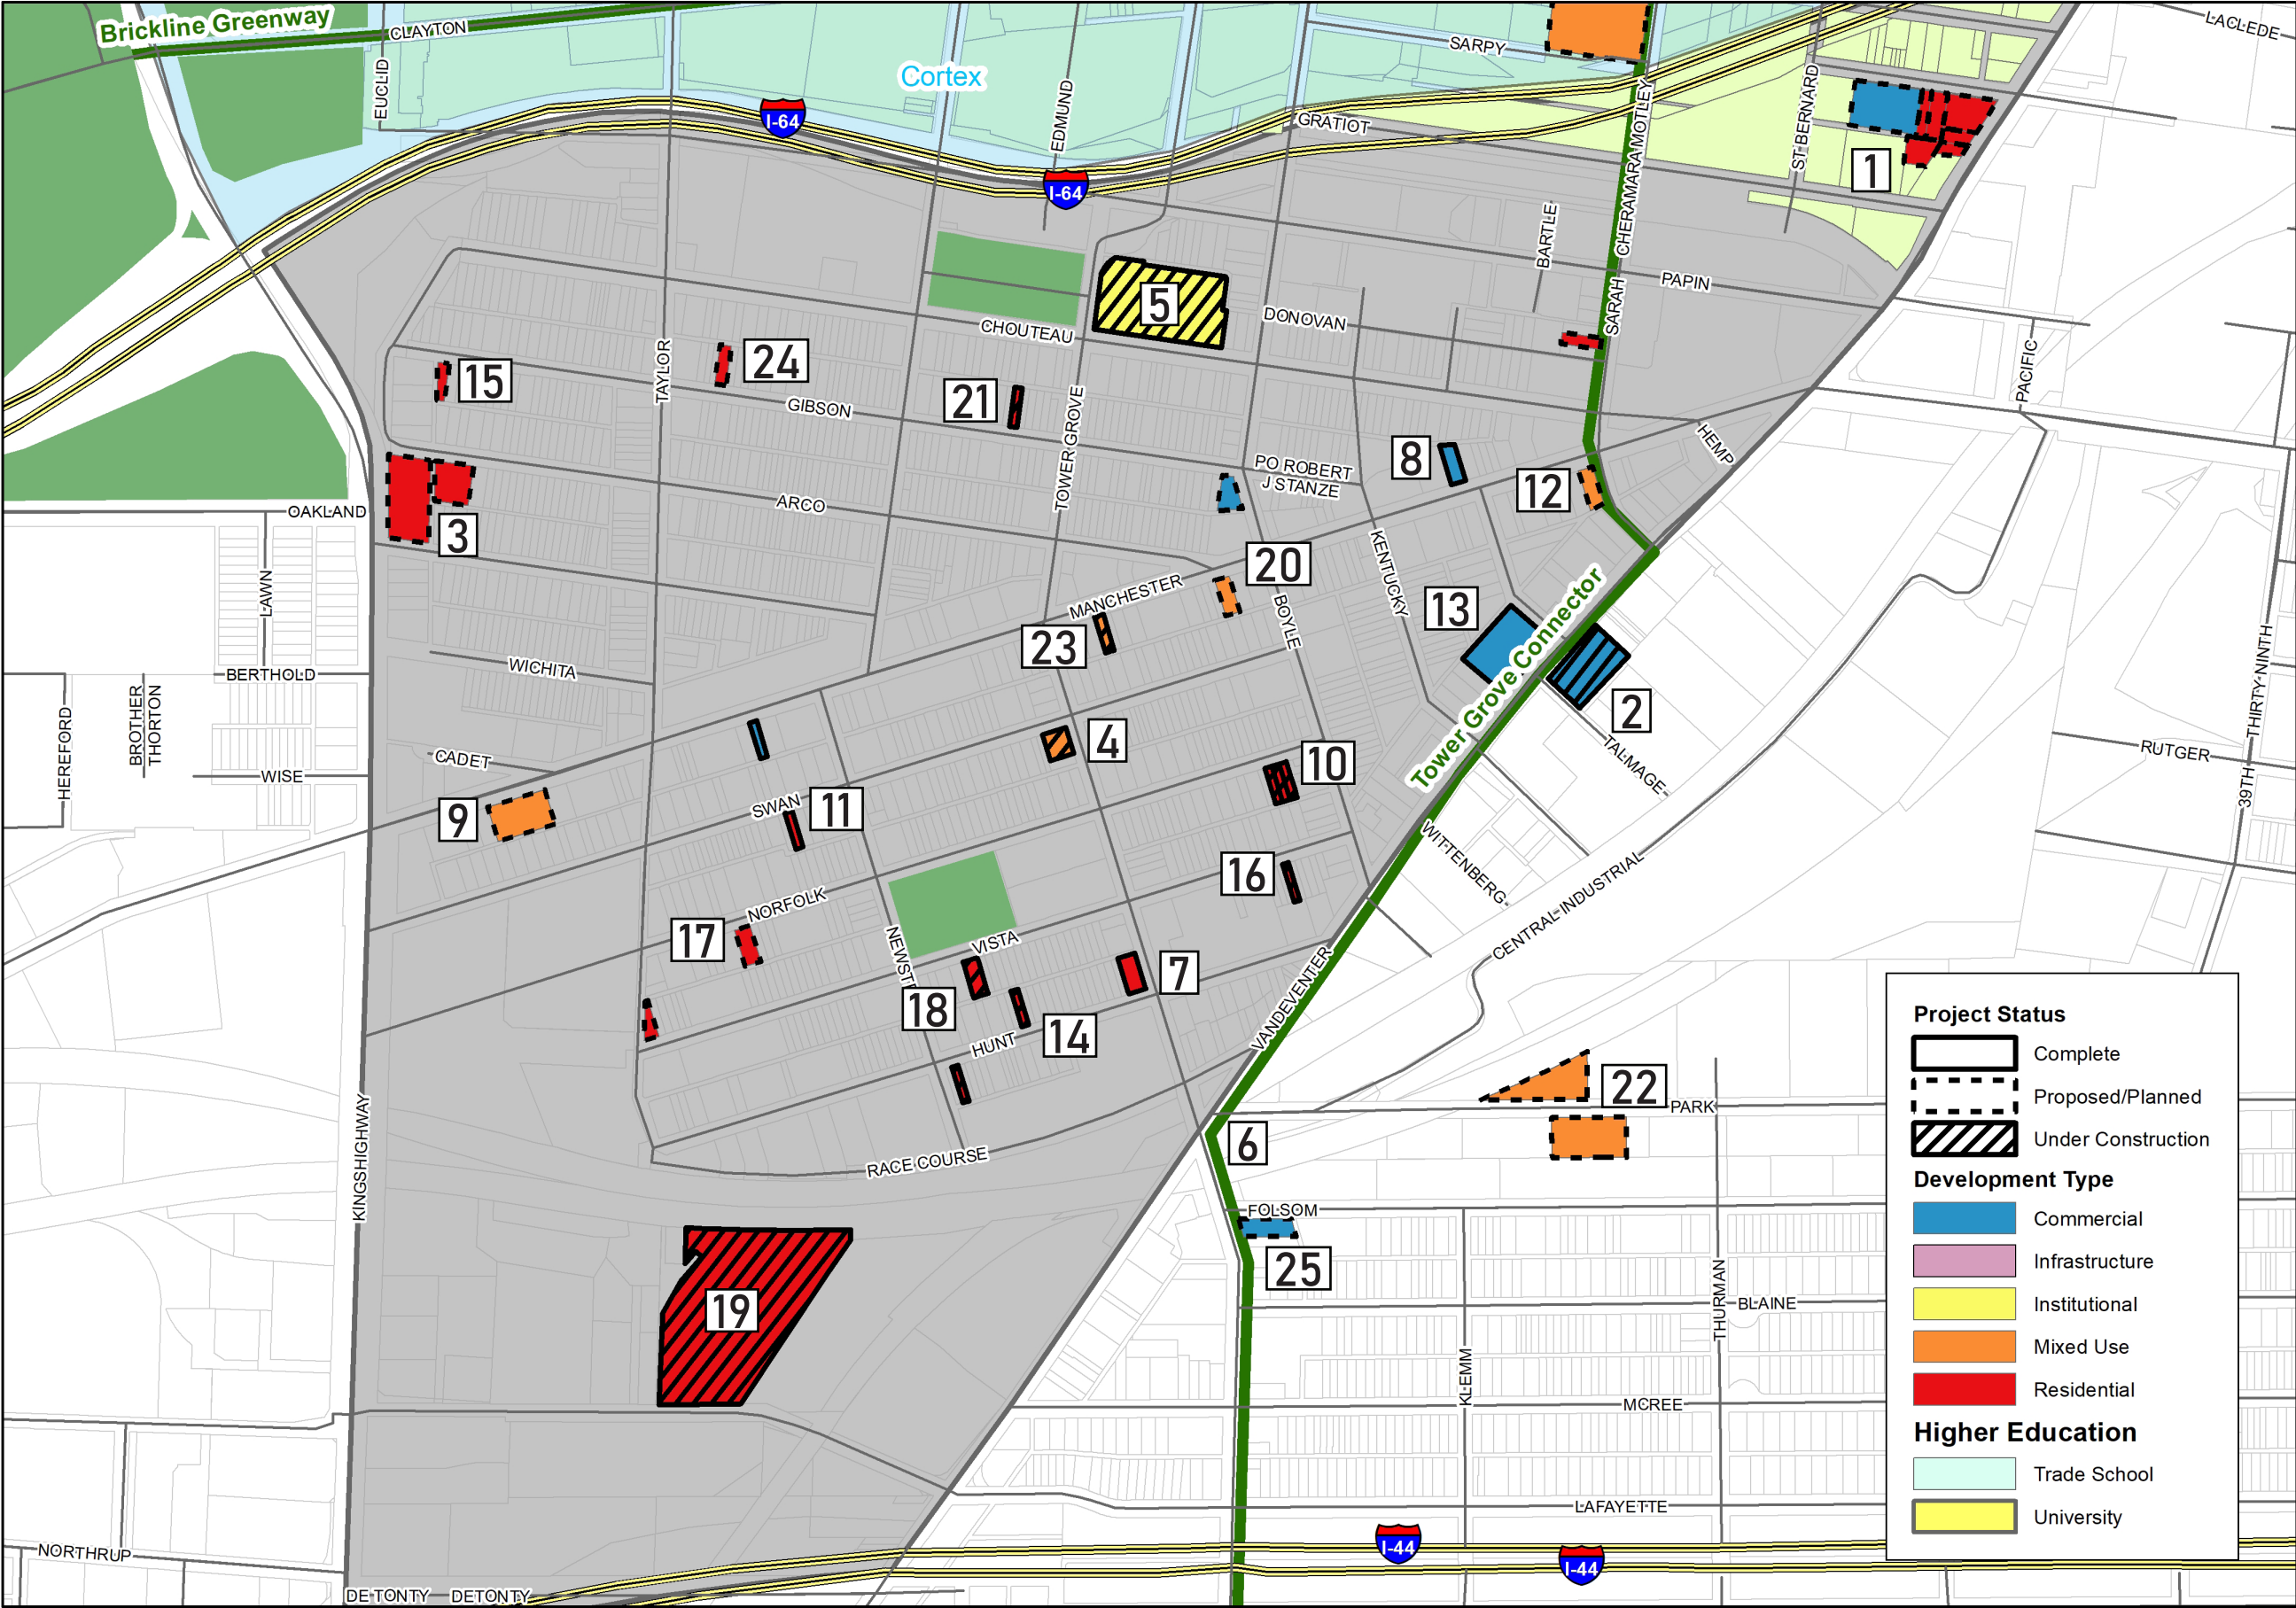 Brickline Greenway
CLAYTON
EUCLID
Cortex
EDMUND
SARPY
LACLEDE
I-64
I-64
GRATIOT
CHERAMARA MOTLEY
ST BERNARD
1
BARTLE
PAPIN
SARAH
5
DONOVAN
CHOUTEAU
PACIFIC
TAYLOR
24
15
21
GIBSON
TOWER GROVE
HEMP
8
PO ROBERT
J STANZE
12
ARCO
OAKLAND
3
KENTUCKY
20
LAWN
MANCHESTER
BOYLE
13
23
Tower Grove Connector
THIRTY-NINTH
39TH
WICHITA
BERTHOLD
BROTHER
THORTON
HEREFORD
2
4
TALMAGE
RUTGER
CADET
WISE
10
SWAN
11
9
WITTENBERG
16
CENTRAL INDUSTRIAL
NORFOLK
17
VISTA
VANDEVENTER
7
18
HUNT
14
22
PARK
KINGSHIGHWAY
6
RACE COURSE
FOLSOM
25
19
THURMAN
BLAINE
KLEMM
MCREE
LAFAYETTE
I-44
I-44
NORTHRUP
DE TONTY
DETONTY
Project Status
Complete
Proposed/Planned
Under Construction
Development Type
Commercial
Infrastructure
Institutional
Mixed Use
Residential
Higher Education
Trade School
University